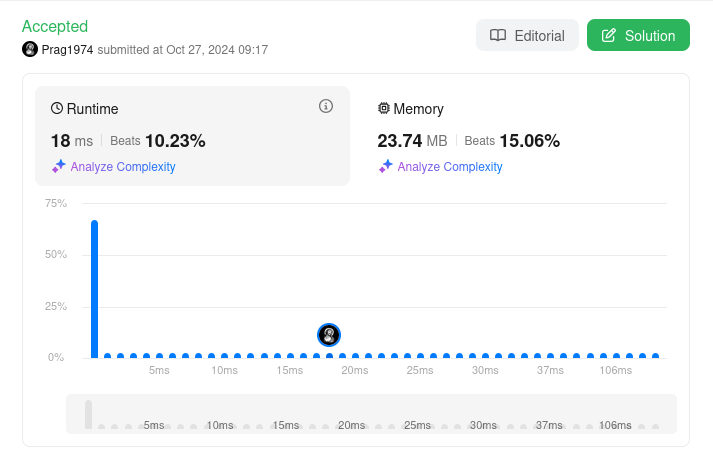 Accepted
Editorial
Solution
Prag1974 submitted at Oct 27, 2024 09:17
Runtime
Memory
18 ms Beats 10.23%
23.74 MB Beats 15.06%
Analyze Complexity
Analyze Complexity
75%
50%
25%
0%
5ms 10ms 15ms 20ms 25ms 30ms 37ms 106ms
5ms 10ms 15ms 20ms 25ms 30ms 37ms 106ms